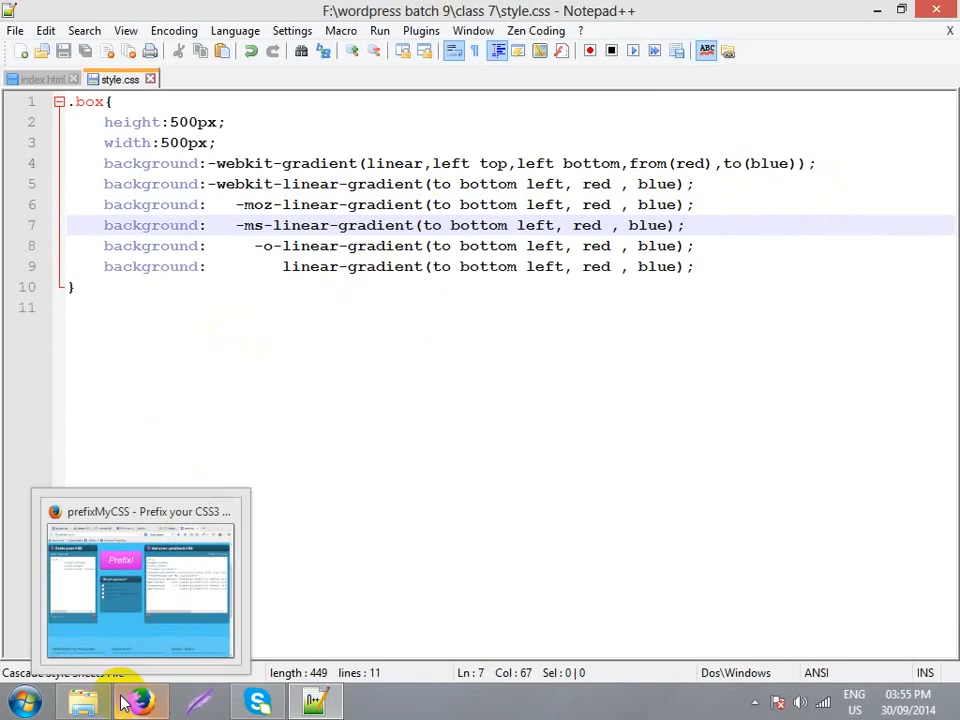 F:\wordpress batch 9\class 7\style.css - Notepad++
File Edit Search View Encoding Language Settings Macro Run Plugins Window Zen Coding ? X
index.html style.css
1 .box{
2 height:500px;
3 width:500px;
4 background:-webkit-gradient(linear,left top,left bottom,from(red),to(blue));
5 background:-webkit-linear-gradient(to bottom left, red , blue);
6 background: -moz-linear-gradient(to bottom left, red , blue);
7 background: -ms-linear-gradient(to bottom left, red , blue);
8 background: -o-linear-gradient(to bottom left, red , blue);
9 background: linear-gradient(to bottom left, red , blue);
10 }
11
prefixMyCSS - Prefix your CSS3 ...
Prefix!
Cascade Style Sheets File length : 449 lines : 11 Ln : 7 Col : 67 Sel : 0 | 0 Dos\Windows ANSI INS
ENG 03:55 PM
US 30/09/2014